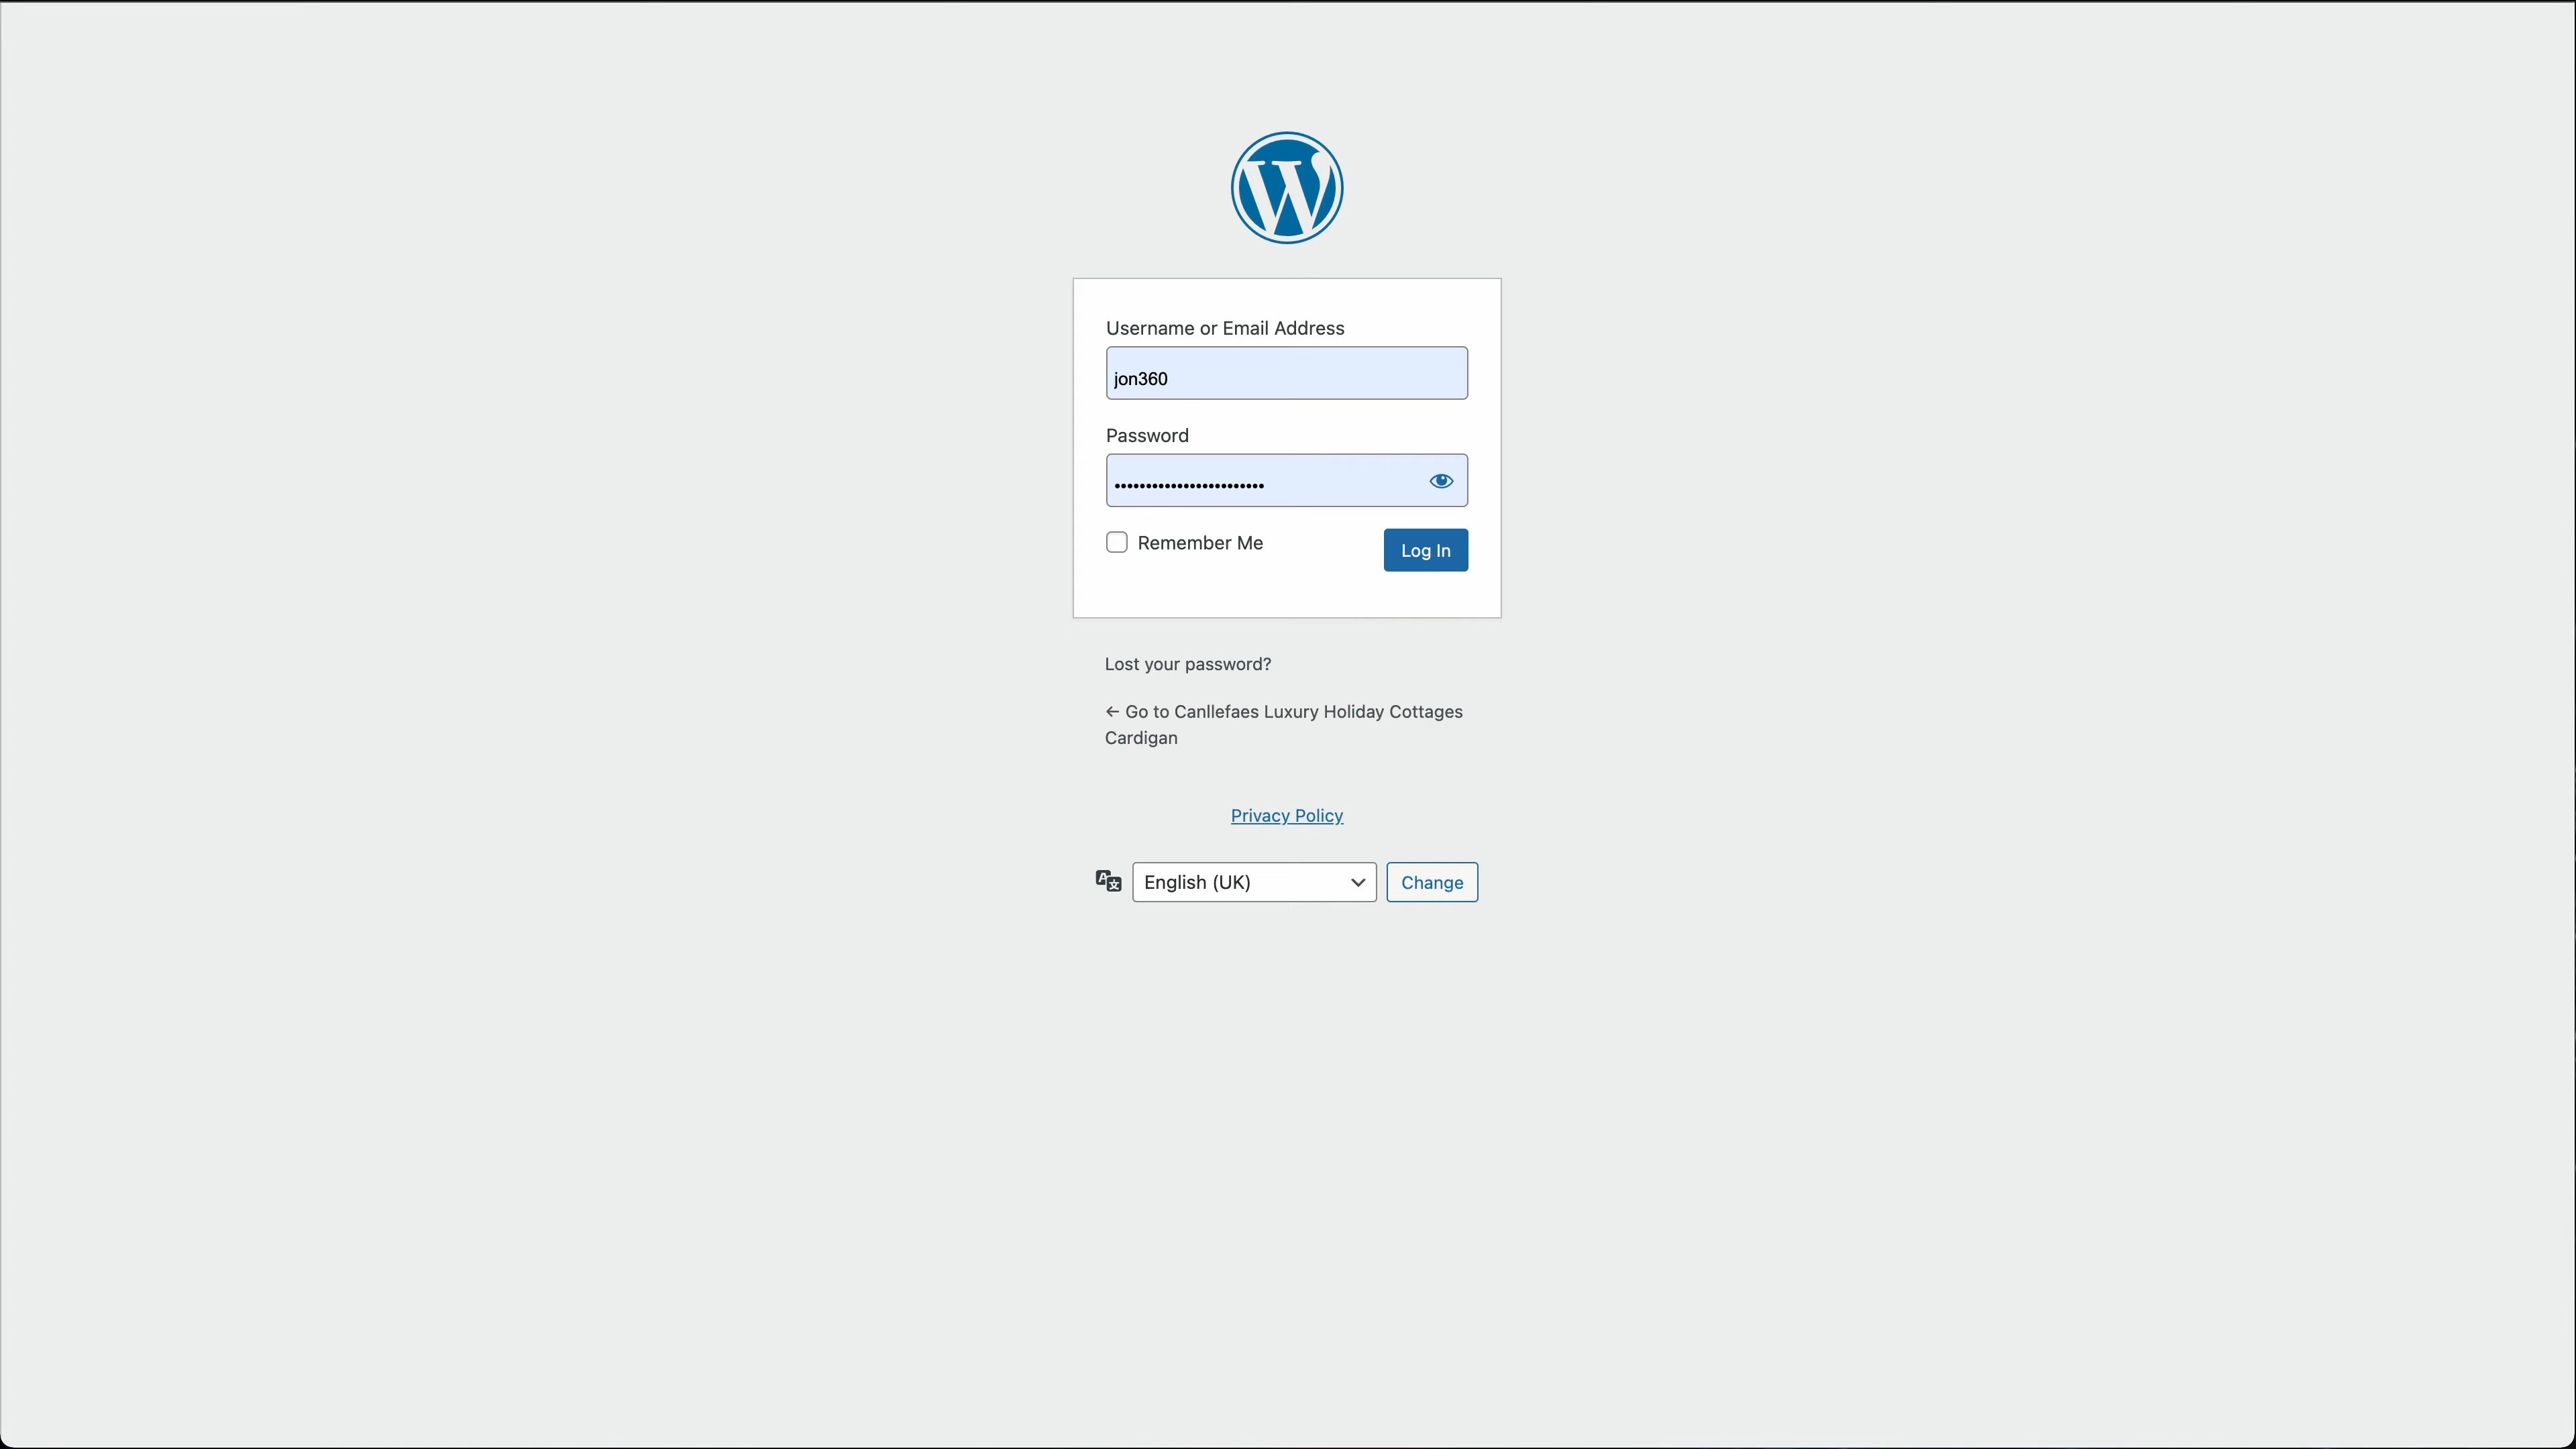 Username or Email Address
jon360
Password
••••••••••••••••••••••••
Remember Me
Log In
Lost your password?
← Go to Canllefaes Luxury Holiday Cottages
Cardigan
Privacy Policy
English (UK)
Change